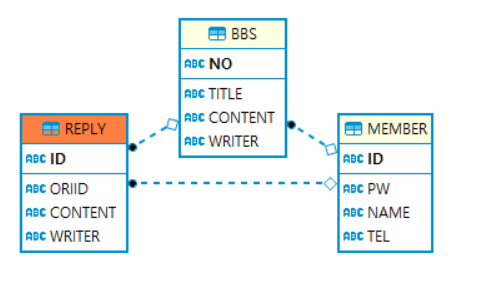 BBS
ABC NO
ABC TITLE
ABC CONTENT
ABC WRITER
REPLY
ABC ID
ABC ORIID
ABC CONTENT
ABC WRITER
MEMBER
ABC ID
ABC PW
ABC NAME
ABC TEL